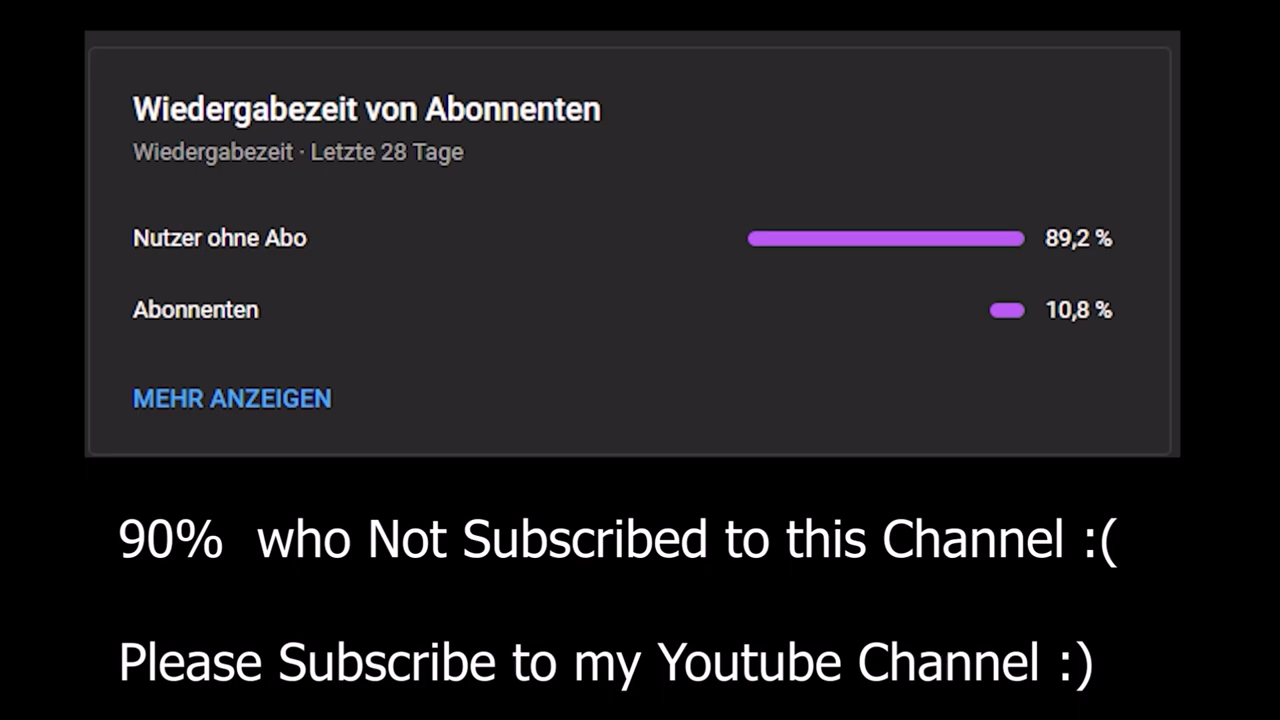 Wiedergabezeit von Abonnenten
Wiedergabezeit · Letzte 28 Tage
Nutzer ohne Abo 89,2 %
Abonnenten 10,8 %
MEHR ANZEIGEN
90% who Not Subscribed to this Channel :(
Please Subscribe to my Youtube Channel :)